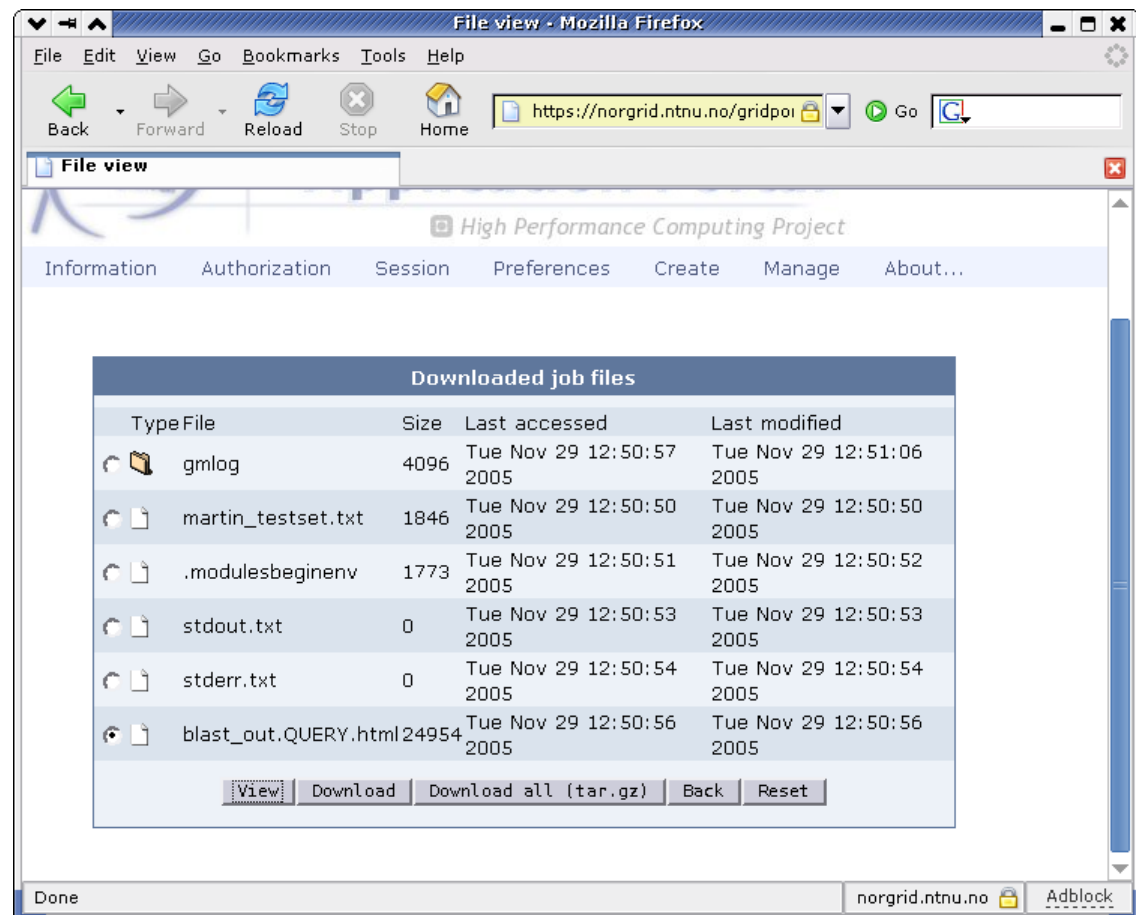 File view - Mozilla Firefox
File Edit View Go Bookmarks Tools Help
Back Forward Reload Stop Home https://norgrid.ntnu.no/gridpor Go G
File view
High Performance Computing Project
Information Authorization Session Preferences Create Manage About...
Downloaded job files
Type File Size Last accessed Last modified
gmlog 4096 Tue Nov 29 12:50:57 2005 Tue Nov 29 12:51:06 2005
martin_testset.txt 1846 Tue Nov 29 12:50:50 2005 Tue Nov 29 12:50:50 2005
.modulesbeginenv 1773 Tue Nov 29 12:50:51 2005 Tue Nov 29 12:50:52 2005
stdout.txt 0 Tue Nov 29 12:50:53 2005 Tue Nov 29 12:50:53 2005
stderr.txt 0 Tue Nov 29 12:50:54 2005 Tue Nov 29 12:50:54 2005
blast_out.QUERY.html 24954 Tue Nov 29 12:50:56 2005 Tue Nov 29 12:50:56 2005
View Download Download all (tar.gz) Back Reset
Done norgrid.ntnu.no Adblock